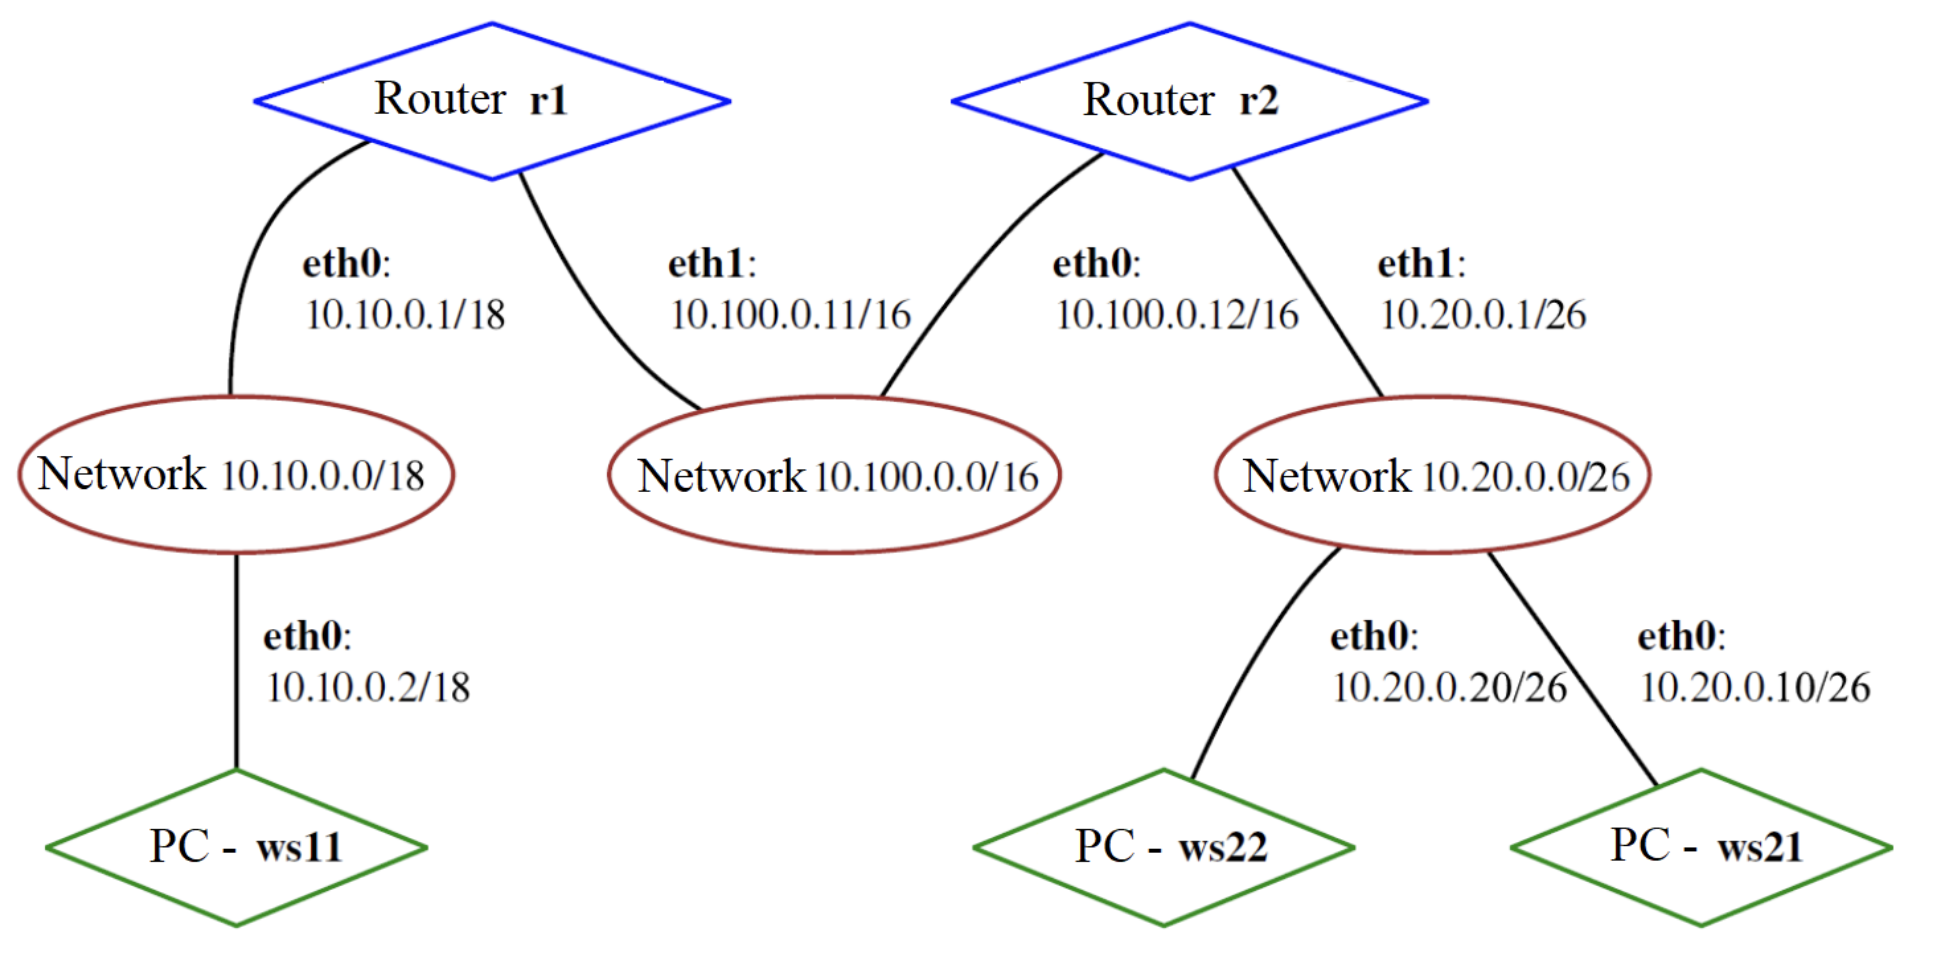 Router r1
Router r2
eth0:
10.10.0.1/18
eth1:
10.100.0.11/16
eth0:
10.100.0.12/16
eth1:
10.20.0.1/26
Network 10.10.0.0/18
Network 10.100.0.0/16
Network 10.20.0.0/26
eth0:
10.10.0.2/18
eth0:
10.20.0.20/26
eth0:
10.20.0.10/26
PC - ws11
PC - ws22
PC - ws21